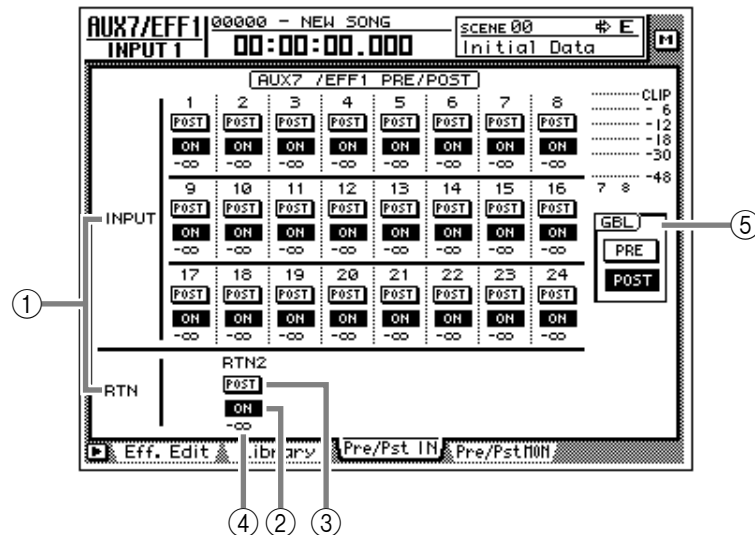 AUX7/EFF1 00000 - NEW SONG SCENE 00 E
INPUT 1 00:00:00.000 Initial Data M
AUX7 /EFF1 PRE/POST
1 2 3 4 5 6 7 8
POST POST POST POST POST POST POST POST
ON ON ON ON ON ON ON ON
-∞ -∞ -∞ -∞ -∞ -∞ -∞ -∞
CLIP
- 6
-12
-18
-30
-48
7 8
INPUT
9 10 11 12 13 14 15 16
POST POST POST POST POST POST POST POST
ON ON ON ON ON ON ON ON
-∞ -∞ -∞ -∞ -∞ -∞ -∞ -∞
GBL
PRE
POST
⑤
17 18 19 20 21 22 23 24
POST POST POST POST POST POST POST POST
ON ON ON ON ON ON ON ON
-∞ -∞ -∞ -∞ -∞ -∞ -∞ -∞
①
RTN
RTN2
POST
ON
-∞
Eff. Edit Library Pre/Pst IN Pre/PstMON
④ ② ③